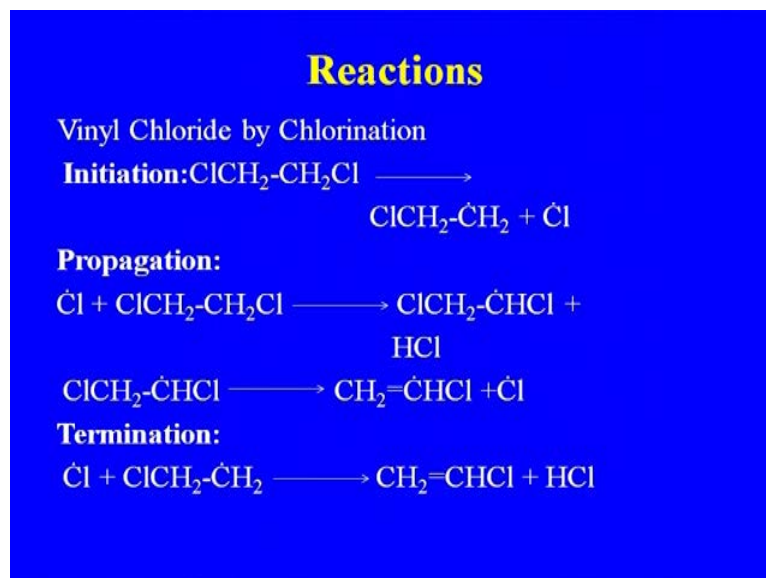 Reactions
Vinyl Chloride by Chlorination
Initiation:ClCH₂-CH₂Cl ⟶
ClCH₂-ĊH₂ + Ċl
Propagation:
Ċl + ClCH₂-CH₂Cl ⟶ ClCH₂-ĊHCl +
HCl
ClCH₂-ĊHCl ⟶ CH₂=ĊHCl +Ċl
Termination:
Ċl + ClCH₂-ĊH₂ ⟶ CH₂=CHCl + HCl